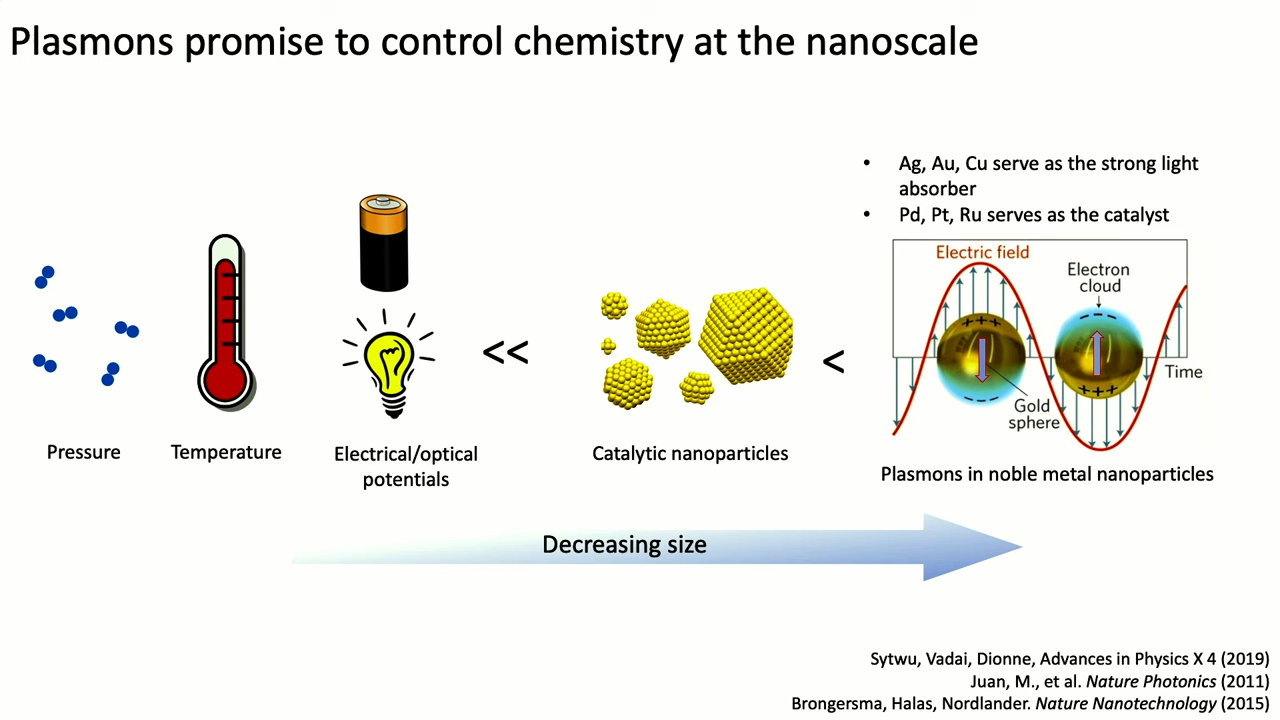 Plasmons promise to control chemistry at the nanoscale
• Ag, Au, Cu serve as the strong light
absorber
• Pd, Pt, Ru serves as the catalyst
Electric field
Electron
cloud
+++
+++
Time
Gold
sphere
<<
<
Pressure
Temperature
Electrical/optical
potentials
Catalytic nanoparticles
Plasmons in noble metal nanoparticles
Decreasing size
Sytwu, Vadai, Dionne, Advances in Physics X 4 (2019)
Juan, M., et al. Nature Photonics (2011)
Brongersma, Halas, Nordlander. Nature Nanotechnology (2015)